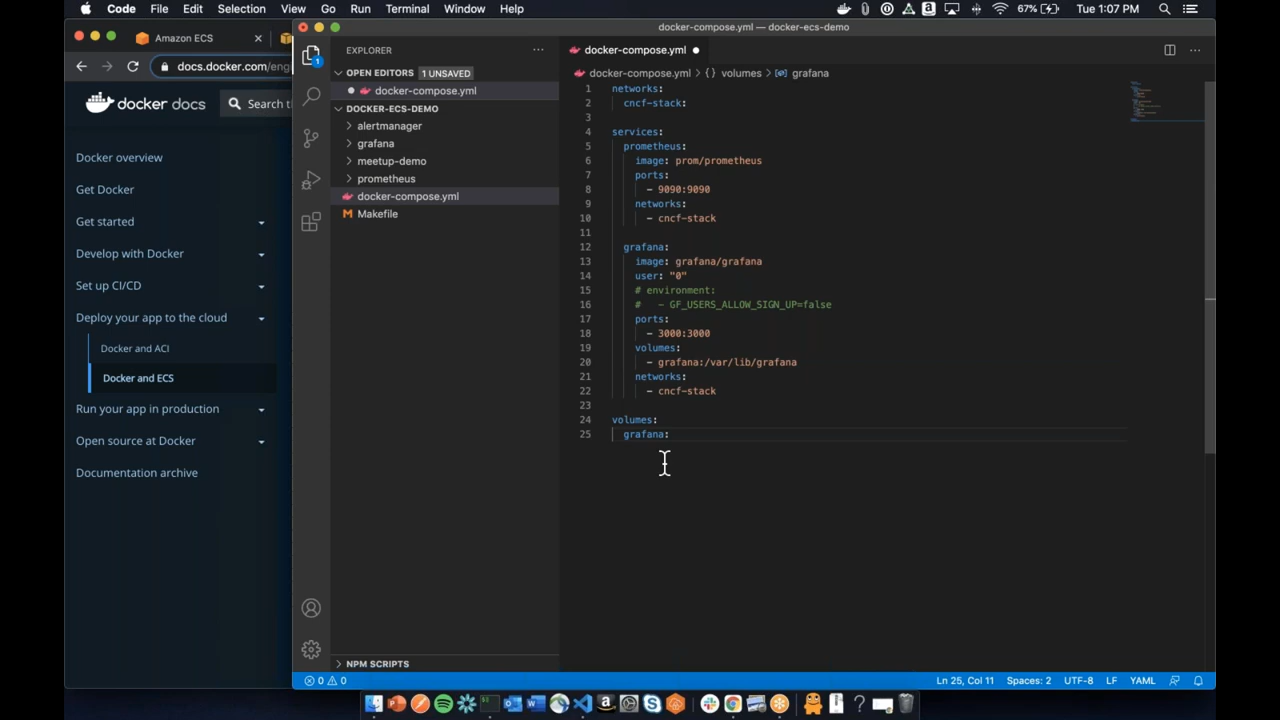 Code File Edit Selection View Go Run Terminal Window Help 67% Tue 1:07 PM
docker-compose.yml — docker-ecs-demo
Amazon ECS
docs.docker.com/eng
docker docs
Search t
Docker overview
Get Docker
Get started
Develop with Docker
Set up CI/CD
Deploy your app to the cloud
Docker and ACI
Docker and ECS
Run your app in production
Open source at Docker
Documentation archive
EXPLORER
OPEN EDITORS 1 UNSAVED
docker-compose.yml
DOCKER-ECS-DEMO
alertmanager
grafana
meetup-demo
prometheus
docker-compose.yml
Makefile
NPM SCRIPTS
docker-compose.yml
docker-compose.yml > {} volumes > grafana
1 networks:
2 cncf-stack:
3
4 services:
5 prometheus:
6 image: prom/prometheus
7 ports:
8 - 9090:9090
9 networks:
10 - cncf-stack
11
12 grafana:
13 image: grafana/grafana
14 user: "0"
15 # environment:
16 # - GF_USERS_ALLOW_SIGN_UP=false
17 ports:
18 - 3000:3000
19 volumes:
20 - grafana:/var/lib/grafana
21 networks:
22 - cncf-stack
23
24 volumes:
25 grafana:
0 0 Ln 25, Col 11 Spaces: 2 UTF-8 LF YAML